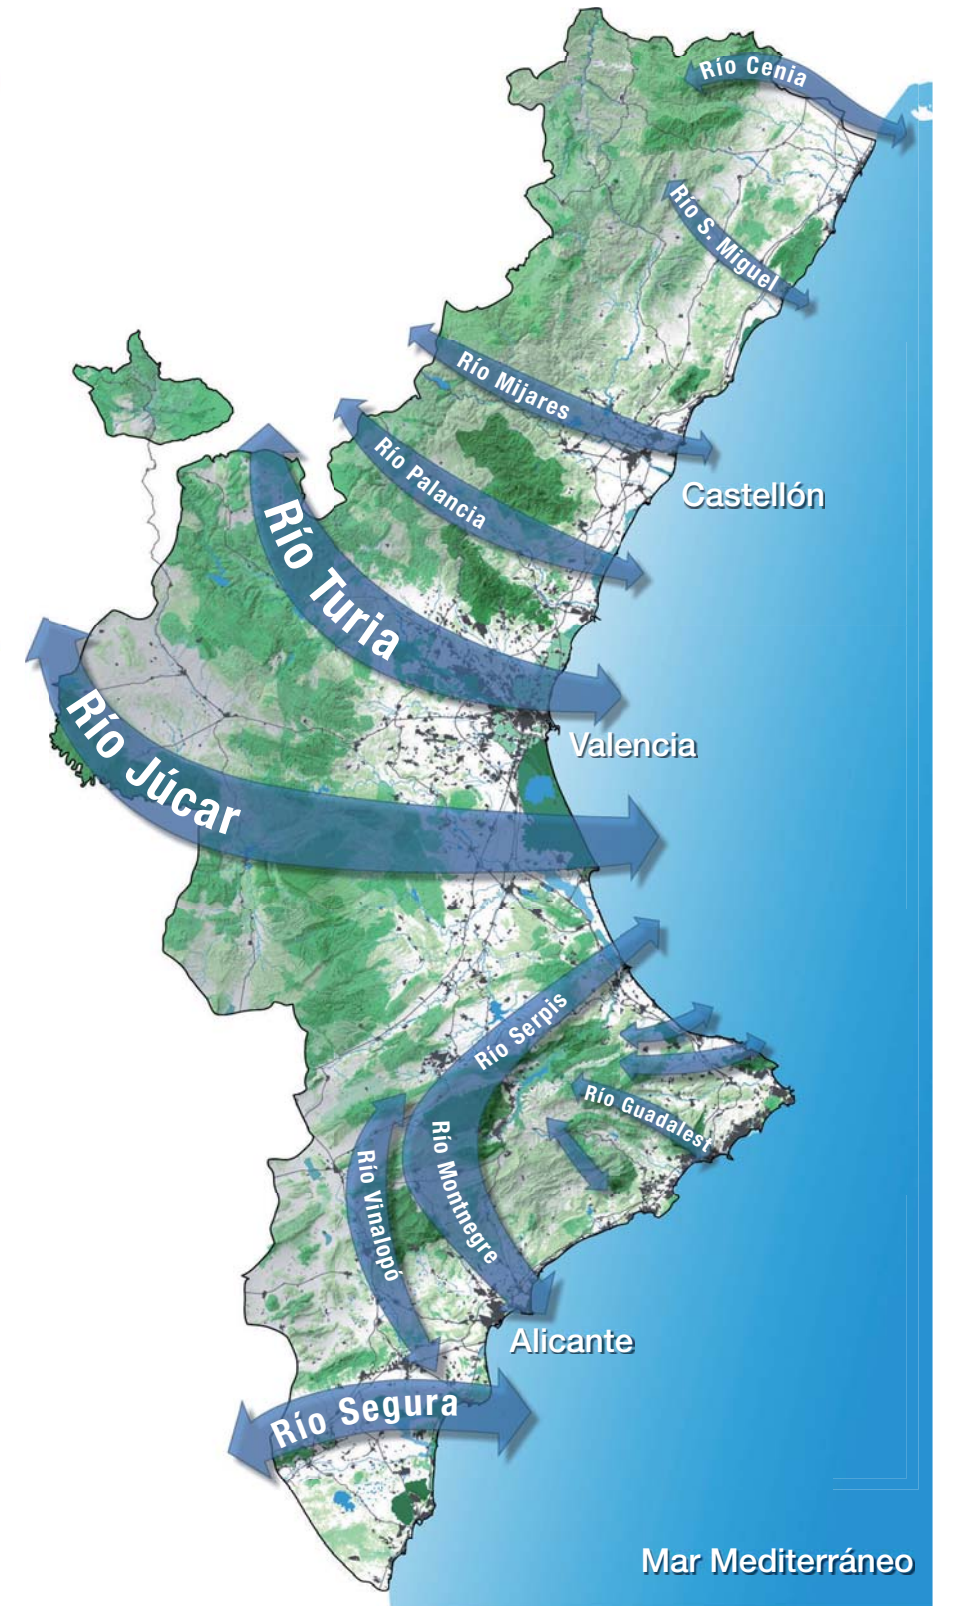 Río Cenia
Río S. Miguel
Río Mijares
Río Palancia
Castellón
Río Turia
Río Júcar
Valencia
Río Serpis
Río Guadalest
Río Montnegre
Río Vinalopó
Alicante
Río Segura
Mar Mediterráneo